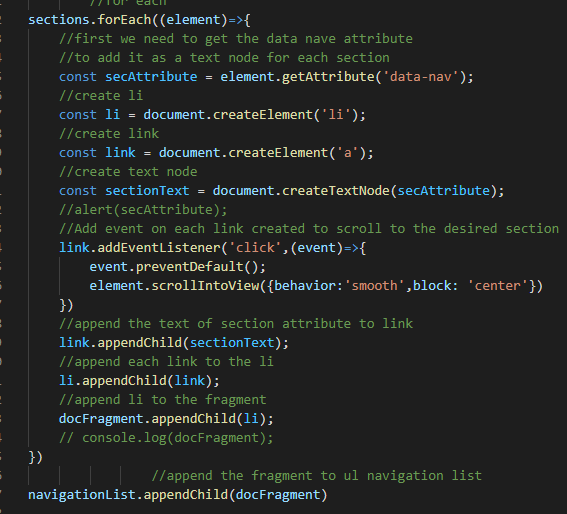 //for each
sections.forEach((element)=>{
//first we need to get the data nave attribute
//to add it as a text node for each section
const secAttribute = element.getAttribute('data-nav');
//create li
const li = document.createElement('li');
//create link
const link = document.createElement('a');
//create text node
const sectionText = document.createTextNode(secAttribute);
//alert(secAttribute);
//Add event on each link created to scroll to the desired section
link.addEventListener('click',(event)=>{
event.preventDefault();
element.scrollIntoView({behavior:'smooth',block: 'center'})
})
//append the text of section attribute to link
link.appendChild(sectionText);
//append each link to the li
li.appendChild(link);
//append li to the fragment
docFragment.appendChild(li);
// console.log(docFragment);
})
//append the fragment to ul navigation list
navigationList.appendChild(docFragment)